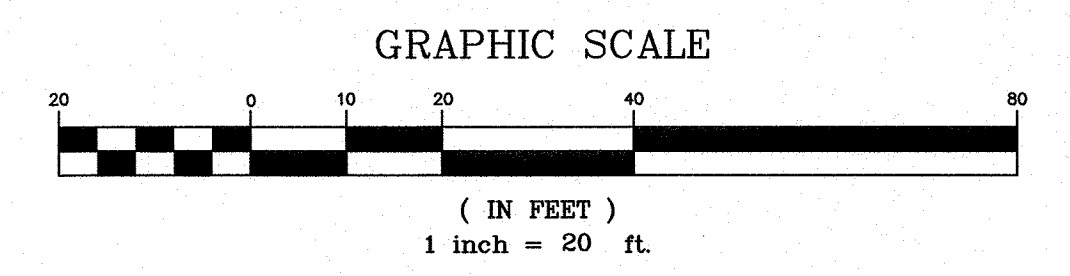 GRAPHIC SCALE
20 0 10 20 40 80
( IN FEET )
1 inch = 20 ft.